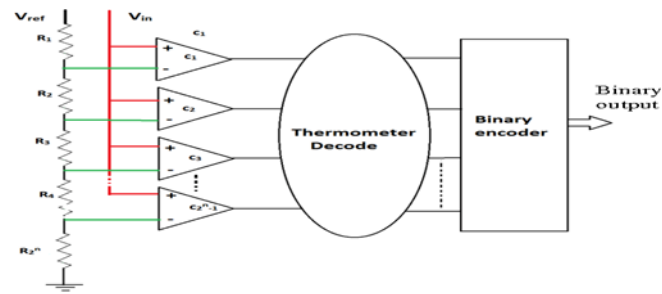 Vref
Vin
R1
R2
R3
R4
R2ⁿ
C1
+
C1
-
+
C2
-
+
C3
-
+
C2ⁿ-1
-
Thermometer
Decode
Binary
encoder
Binary
output